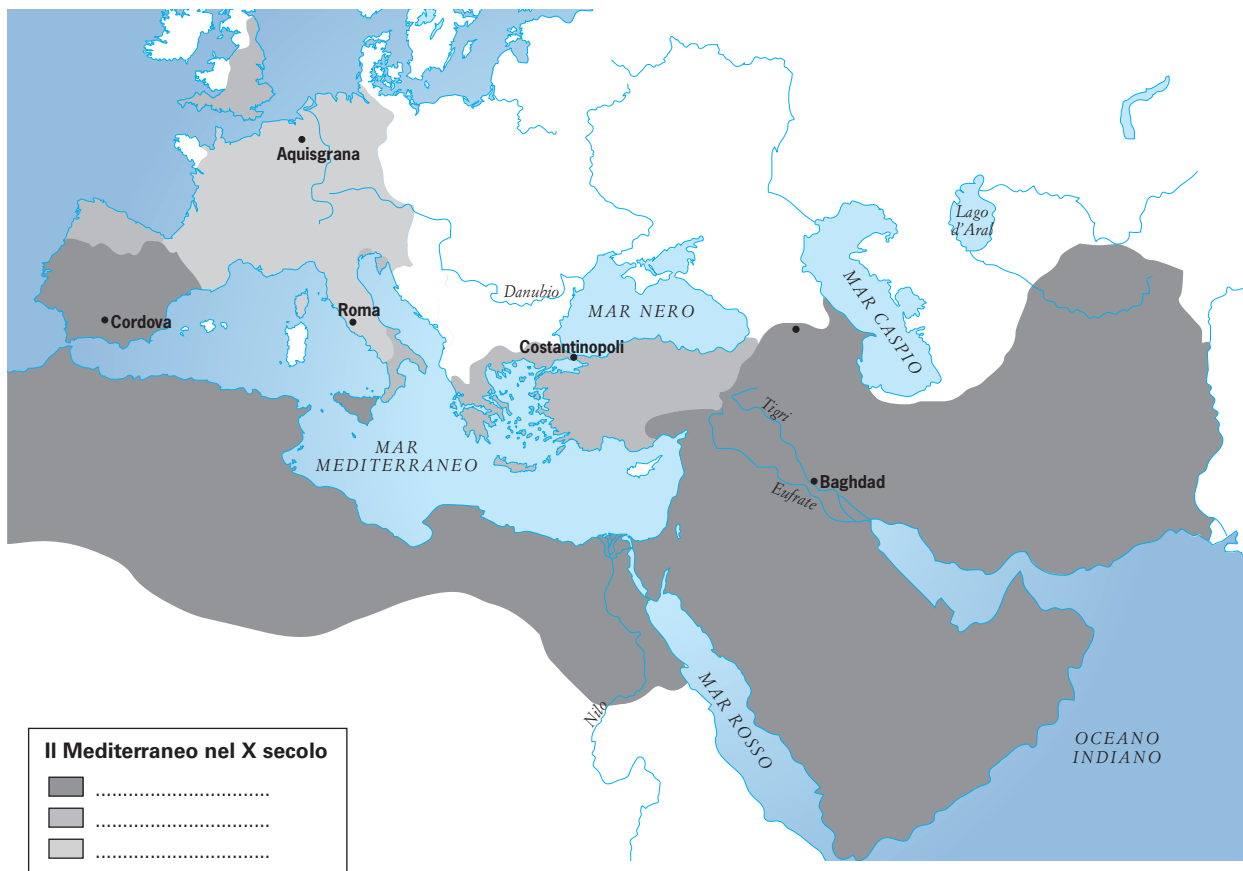 Aquisgrana
Lago
d'Aral
MAR CASPIO
Danubio
MAR NERO
Roma
Cordova
Costantinopoli
Tigri
MAR
MEDITERRANEO
Baghdad
Eufrate
Nilo
MAR ROSSO
OCEANO
INDIANO
Il Mediterraneo nel X secolo
................................
................................
................................